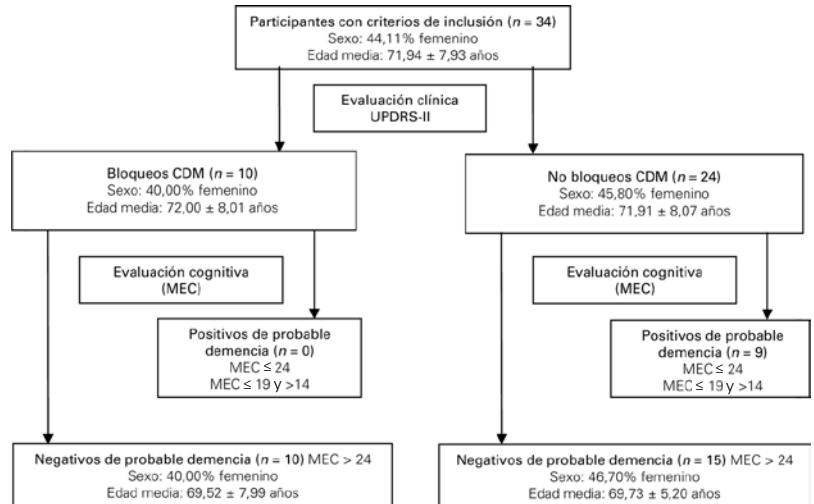 Participantes con criterios de inclusión (n = 34)
Sexo: 44,11% femenino
Edad media: 71,94 ± 7,93 años
Evaluación clínica
UPDRS-II
Bloqueos CDM (n = 10)
Sexo: 40,00% femenino
Edad media: 72,00 ± 8,01 años
No bloqueos CDM (n = 24)
Sexo: 45,80% femenino
Edad media: 71,91 ± 8,07 años
Evaluación cognitiva
(MEC)
Evaluación cognitiva
(MEC)
Positivos de probable
demencia (n = 0)
MEC ≤ 24
MEC ≤ 19 y >14
Positivos de probable
demencia (n = 9)
MEC ≤ 24
MEC ≤ 19 y >14
Negativos de probable demencia (n = 10) MEC > 24
Sexo: 40,00% femenino
Edad media: 69,52 ± 7,99 años
Negativos de probable demencia (n = 15) MEC > 24
Sexo: 46,70% femenino
Edad media: 69,73 ± 5,20 años